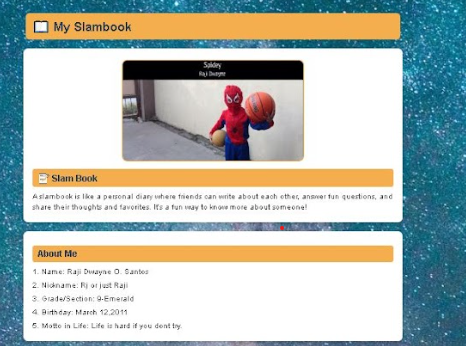 My Slambook
Spidey
Raji Dwayne
Slam Book
A slambook is like a personal diary where friends can write about each other, answer fun questions, and
share their thoughts and favorites. It's a fun way to know more about someone!
About Me
1. Name: Raji Dwayne O. Santos
2. Nickname: Rj or just Raji
3. Grade/Section: 9-Emerald
4. Birthday: March 12,2011
5. Motto in Life: Life is hard if you dont try.